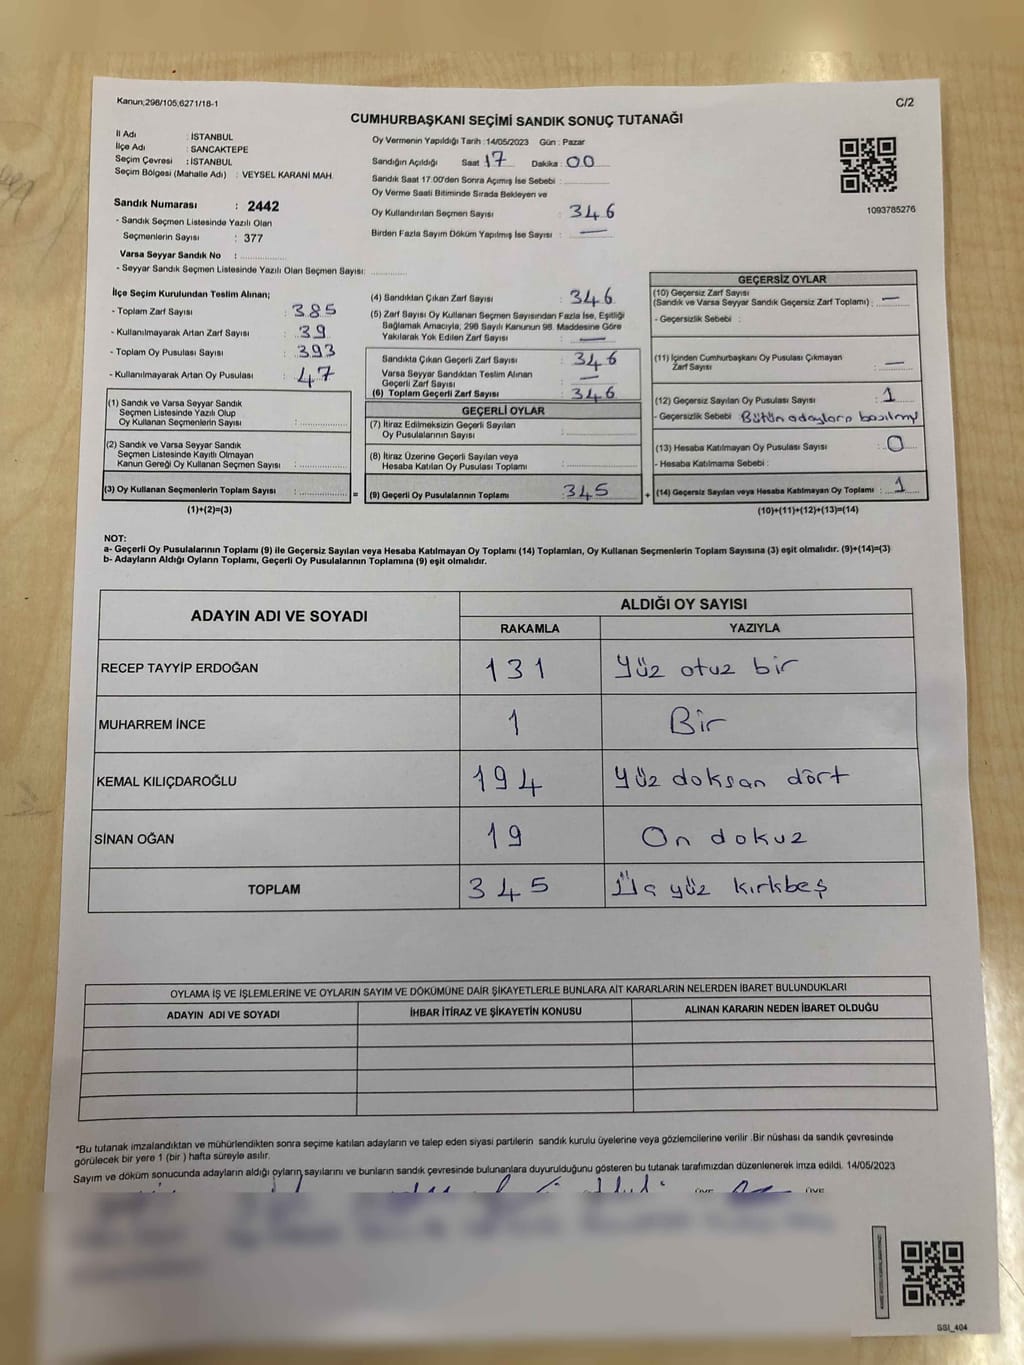 Kanun;298/105;6271/18-1
C/2
CUMHURBAŞKANI SEÇİMİ SANDIK SONUÇ TUTANAĞI
İl Adı : İSTANBUL
İlçe Adı : SANCAKTEPE
Seçim Çevresi : İSTANBUL
Seçim Bölgesi (Mahalle Adı) : VEYSEL KARANİ MAH.
Sandık Numarası : 2442
- Sandık Seçmen Listesinde Yazılı Olan
Seçmenlerin Sayısı : 377
Varsa Seyyar Sandık No : ..............
- Seyyar Sandık Seçmen Listesinde Yazılı Olan Seçmen Sayısı: ............
Oy Vermenin Yapıldığı Tarih : 14/05/2023 Gün : Pazar
Sandığın Açıldığı Saat 17 Dakika : 00
Sandık Saat 17.00'den Sonra Açımış İse Sebebi : ..............
Oy Verme Saati Bitiminde Sırada Bekleyen ve
Oy Kullandırılan Seçmen Sayısı : 346
Birden Fazla Sayım Döküm Yapılmış İse Sayısı : —
1093785276
İlçe Seçim Kurulundan Teslim Alınan;
- Toplam Zarf Sayısı : 385
- Kullanılmayarak Artan Zarf Sayısı : 39
- Toplam Oy Pusulası Sayısı : 393
- Kullanılmayarak Artan Oy Pusulası : 47
(1) Sandık ve Varsa Seyyar Sandık
Seçmen Listesinde Yazılı Olup
Oy Kullanan Seçmenlerin Sayısı : ..............
(2) Sandık ve Varsa Seyyar Sandık
Seçmen Listesinde Kayıtlı Olmayan
Kanun Gereği Oy Kullanan Seçmen Sayısı : ..............
(3) Oy Kullanan Seçmenlerin Toplam Sayısı : .............. =
(1)+(2)=(3)
(4) Sandıktan Çıkan Zarf Sayısı : 346
(5) Zarf Sayısı Oy Kullanan Seçmen Sayısından Fazla İse, Eşitliği
Sağlamak Amacıyla, 298 Sayılı Kanunun 98. Maddesine Göre
Yakılarak Yok Edilen Zarf Sayısı : —
Sandıkta Çıkan Geçerli Zarf Sayısı : 346
Varsa Seyyar Sandıktan Teslim Alınan
Geçerli Zarf Sayısı : —
(6) Toplam Geçerli Zarf Sayısı : 346
GEÇERLİ OYLAR
(7) İtiraz Edilmeksizin Geçerli Sayılan
Oy Pusulalarının Sayısı : ..............
(8) İtiraz Üzerine Geçerli Sayılan veya
Hesaba Katılan Oy Pusulası Toplamı : ..............
(9) Geçerli Oy Pusulalarının Toplamı : 345 +
GEÇERSİZ OYLAR
(10) Geçersiz Zarf Sayısı
(Sandık ve Varsa Seyyar Sandık Geçersiz Zarf Toplamı) : —
- Geçersizlik Sebebi :
(11) İçinden Cumhurbaşkanı Oy Pusulası Çıkmayan
Zarf Sayısı : —
(12) Geçersiz Sayılan Oy Pusulası Sayısı : 1
- Geçersizlik Sebebi Bütün adaylara basılmış
(13) Hesaba Katılmayan Oy Pusulası Sayısı : 0
- Hesaba Katılmama Sebebi :
(14) Geçersiz Sayılan veya Hesaba Katılmayan Oy Toplamı : 1
(10)+(11)+(12)+(13)=(14)
NOT:
a- Geçerli Oy Pusulalarının Toplamı (9) ile Geçersiz Sayılan veya Hesaba Katılmayan Oy Toplamı (14) Toplamları, Oy Kullanan Seçmenlerin Toplam Sayısına (3) eşit olmalıdır. (9)+(14)=(3)
b- Adayların Aldığı Oyların Toplamı, Geçerli Oy Pusulalarının Toplamına (9) eşit olmalıdır.
ADAYIN ADI VE SOYADI ALDIĞI OY SAYISI
RAKAMLA YAZIYLA
RECEP TAYYİP ERDOĞAN 131 Yüz otuz bir
MUHARREM İNCE 1 Bir
KEMAL KILIÇDAROĞLU 194 Yüz doksan dört
SİNAN OĞAN 19 On dokuz
TOPLAM 345 Üç yüz kırkbeş
OYLAMA İŞ VE İŞLEMLERİNE VE OYLARIN SAYIM VE DÖKÜMÜNE DAİR ŞİKAYETLERLE BUNLARA AİT KARARLARIN NELERDEN İBARET BULUNDUKLARI
ADAYIN ADI VE SOYADI İHBAR İTİRAZ VE ŞİKAYETİN KONUSU ALINAN KARARIN NEDEN İBARET OLDUĞU
*Bu tutanak imzalandıktan ve mühürlendikten sonra seçime katılan adayların ve talep eden siyasi partilerin sandık kurulu üyelerine veya gözlemcilerine verilir .Bir nüshası da sandık çevresinde
görülecek bir yere 1 (bir ) hafta süreyle asılır.
Sayım ve döküm sonucunda adayların aldığı oyların sayılarını ve bunların sandık çevresinde bulunanlara duyurulduğunu gösteren bu tutanak tarafımızdan düzenlenerek imza edildi. 14/05/2023
SSI_404